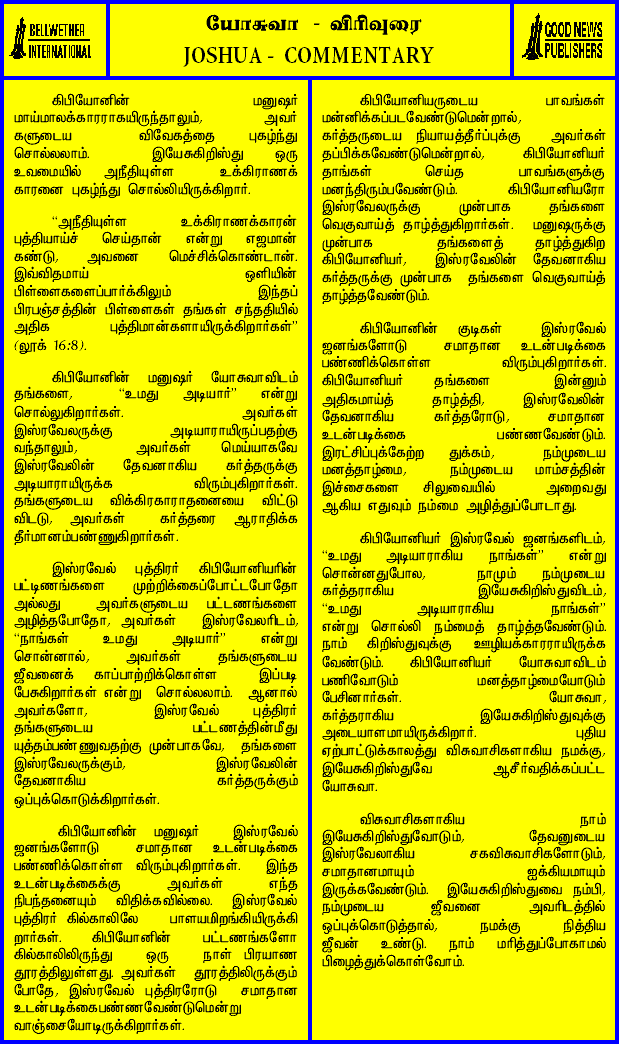 BELLWETHER
INTERNATIONAL
யோசுவா - விரிவுரை
JOSHUA - COMMENTARY
GOOD NEWS
PUBLISHERS
கிபியோனின் மனுஷர்
மாய்மாலக்காரராகயிருந்தாலும், அவர்
களுடைய விவேகத்தை புகழ்ந்து
சொல்லலாம். இயேசுகிறிஸ்து ஒரு
உவமையில் அநீதியுள்ள உக்கிராணக்
காரனை புகழ்ந்து சொல்லியிருக்கிறார்.
“அநீதியுள்ள உக்கிராணக்காரன்
புத்தியாய்ச் செய்தான் என்று எஜமான்
கண்டு, அவனை மெச்சிக்கொண்டான்.
இவ்விதமாய் ஒளியின்
பிள்ளைகளைப்பார்க்கிலும் இந்தப்
பிரபஞ்சத்தின் பிள்ளைகள் தங்கள் சந்ததியில்
அதிக புத்திமான்களாயிருக்கிறார்கள்”
(லூக் 16:8).
கிபியோனின் மனுஷர் யோசுவாவிடம்
தங்களை, “உமது அடியார்” என்று
சொல்லுகிறார்கள். அவர்கள்
இஸ்ரவேலருக்கு அடியாராயிருப்பதற்கு
வந்தாலும், அவர்கள் மெய்யாகவே
இஸ்ரவேலின் தேவனாகிய கர்த்தருக்கு
அடியாராயிருக்க விரும்புகிறார்கள்.
தங்களுடைய விக்கிரகாராதனையை விட்டு
விடடு, அவர்கள் கர்த்தரை ஆராதிக்க
தீர்மானம்பண்ணுகிறார்கள்.
இஸ்ரவேல் புத்திரர் கிபியோனியரின்
பட்டிணங்களை முற்றிக்கைப்போட்டபோதோ
அல்லது அவர்களுடைய பட்டணங்களை
அழித்தபோதோ, அவர்கள் இஸ்ரவேலரிடம்,
“நாங்கள் உமது அடியார்” என்று
சொன்னால், அவர்கள் தங்களுடைய
ஜீவனைக் காப்பாற்றிக்கொள்ள இப்படி
பேசுகிறார்கள் என்று சொல்லலாம். ஆனால்
அவர்களோ, இஸ்ரவேல் புத்திரர்
தங்களுடைய பட்டணத்தின்மீது
யுத்தம்பண்ணுவதற்கு முன்பாகவே, தங்களை
இஸ்ரவேலருக்கும், இஸ்ரவேலின்
தேவனாகிய கர்த்தருக்கும்
ஒப்புக்கொடுக்கிறார்கள்.
கிபியோனின் மனுஷர் இஸ்ரவேல்
ஜனங்களோடு சமாதான உடன்படிக்கை
பண்ணிக்கொள்ள விரும்புகிறார்கள். இந்த
உடன்படிக்கைக்கு அவர்கள் எந்த
நிபந்தனையும் விதிக்கவில்லை. இஸ்ரவேல்
புத்திரர் கில்காலிலே பாளயமிறங்கியிருக்கி
றார்கள். கிபியோனின் பட்டணங்களோ
கில்காலிலிருந்து ஒரு நாள் பிரயாண
தூரத்திலுள்ளது. அவர்கள் தூரத்திலிருக்கும்
போதே, இஸ்ரவேல் புத்திரரோடு சமாதான
உடன்படிக்கைபண்ணவேண்டுமென்று
வாஞ்சையோடிருக்கிறார்கள்.
கிபியோனியருடைய பாவங்கள்
மன்னிக்கப்படவேண்டுமென்றால்,
கர்த்தருடைய நியாயத்தீர்ப்புக்கு அவர்கள்
தப்பிக்கவேண்டுமென்றால், கிபியோனியர்
தாங்கள் செய்த பாவங்களுக்கு
மனந்திரும்பவேண்டும். கிபியோனியரோ
இஸ்ரவேலருக்கு முன்பாக தங்களை
வெகுவாய்த் தாழ்த்துகிறார்கள். மனுஷருக்கு
முன்பாக தங்களைத் தாழ்த்துகிற
கிபியோனியர், இஸ்ரவேலின் தேவனாகிய
கர்த்தருக்கு முன்பாக தங்களை வெகுவாய்த்
தாழ்த்தவேண்டும்.
கிபியோனின் குடிகள் இஸ்ரவேல்
ஜனங்களோடு சமாதான உடன்படிக்கை
பண்ணிக்கொள்ள விரும்புகிறார்கள்.
கிபியோனியர் தங்களை இன்னும்
அதிகமாய்த் தாழ்த்தி, இஸ்ரவேலின்
தேவனாகிய கர்த்தரோடு, சமாதான
உடன்படிக்கை பண்ணவேண்டும்.
இரட்சிப்புக்கேற்ற துக்கம், நம்முடைய
மனத்தாழ்மை, நம்முடைய மாம்சத்தின்
இச்சைகளை சிலுவையில் அறைவது
ஆகிய எதுவும் நம்மை அழித்துப்போடாது.
கிபியோனியர் இஸ்ரவேல் ஜனங்களிடம்,
“உமது அடியாராகிய நாங்கள்” என்று
சொன்னதுபோல, நாமும் நம்முடைய
கர்த்தராகிய இயேசுகிறிஸ்துவிடம்,
“உமது அடியாராகிய நாங்கள்”
என்று சொல்லி நம்மைத் தாழ்த்தவேண்டும்.
நாம் கிறிஸ்துவுக்கு ஊழியக்காரராயிருக்க
வேண்டும். கிபியோனியர் யோசுவாவிடம்
பணிவோடும் மனத்தாழ்மையோடும்
பேசினார்கள். யோசுவா,
கர்த்தராகிய இயேசுகிறிஸ்துவுக்கு
அடையாளமாயிருக்கிறார். புதிய
ஏற்பாட்டுக்காலத்து விசுவாசிகளாகிய நமக்கு,
இயேசுகிறிஸ்துவே ஆசீர்வதிக்கப்பட்ட
யோசுவா.
விசுவாசிகளாகிய நாம்
இயேசுகிறிஸ்துவோடும், தேவனுடைய
இஸ்ரவேலாகிய சகவிசுவாசிகளோடும்,
சமாதானமாயும் ஐக்கியமாயும்
இருக்கவேண்டும். இயேசுகிறிஸ்துவை நம்பி,
நம்முடைய ஜீவனை அவரிடத்தில்
ஒப்புக்கொடுத்தால், நமக்கு நித்திய
ஜீவன் உண்டு. நாம் மரித்துப்போகாமல்
பிழைத்துக்கொள்வோம்.